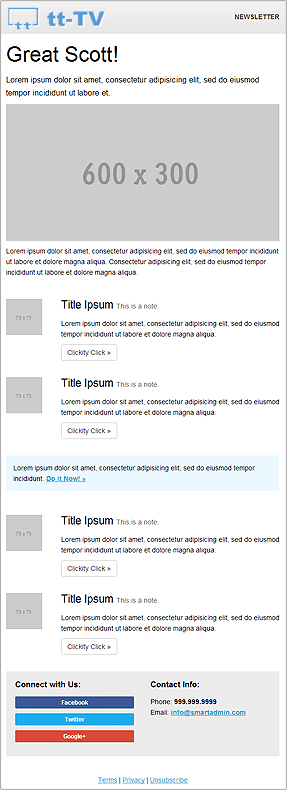 tt tt-TV NEWSLETTER
Great Scott!
Lorem ipsum dolor sit amet, consectetur adipisicing elit, sed do eiusmod
tempor incididunt ut labore et.
600 x 300
Lorem ipsum dolor sit amet, consectetur adipisicing elit, sed do eiusmod tempor incididunt
ut labore et dolore magna aliqua. Consectetur adipisicing elit, sed do eiusmod tempor
incididunt ut labore et dolore magna aliqua.
75 x 75
Title Ipsum This is a note.
Lorem ipsum dolor sit amet, consectetur adipisicing elit, sed do eiusmod
tempor incididunt ut labore et dolore magna aliqua.
Clickity Click »
75 x 75
Title Ipsum This is a note.
Lorem ipsum dolor sit amet, consectetur adipisicing elit, sed do eiusmod
tempor incididunt ut labore et dolore magna aliqua.
Clickity Click »
Lorem ipsum dolor sit amet, consectetur adipisicing elit, sed do eiusmod tempor
incididunt. Do it Now! »
75 x 75
Title Ipsum This is a note.
Lorem ipsum dolor sit amet, consectetur adipisicing elit, sed do eiusmod
tempor incididunt ut labore et dolore magna aliqua.
Clickity Click »
75 x 75
Title Ipsum This is a note.
Lorem ipsum dolor sit amet, consectetur adipisicing elit, sed do eiusmod
tempor incididunt ut labore et dolore magna aliqua.
Clickity Click »
Connect with Us:
Facebook
Twitter
Google+
Contact Info:
Phone: 999.999.9999
Email: info@smartadmin.com
Terms | Privacy | Unsubscribe